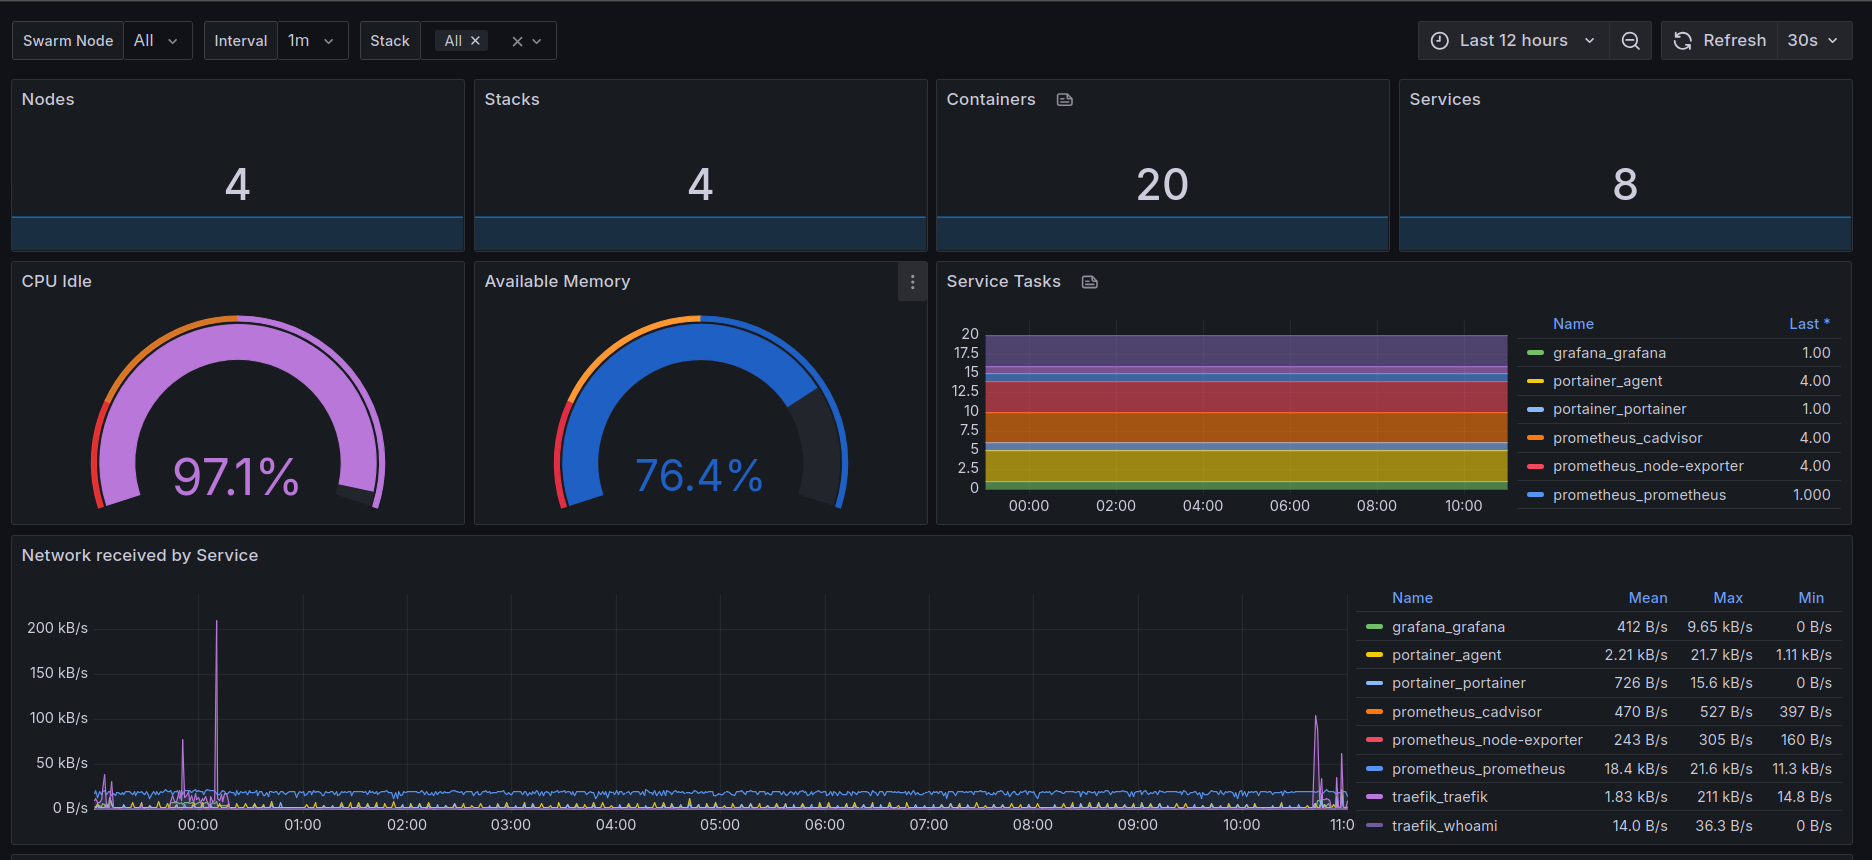 Swarm Node All Interval 1m Stack All Last 12 hours Refresh 30s
Nodes Stacks Containers Services
4 4 20 8
CPU Idle
97.1%
Available Memory
76.4%
Service Tasks
20
17.5
15
12.5
10
7.5
5
2.5
0
00:00 02:00 04:00 06:00 08:00 10:00
Name Last *
grafana_grafana 1.00
portainer_agent 4.00
portainer_portainer 1.00
prometheus_cadvisor 4.00
prometheus_node-exporter 4.00
prometheus_prometheus 1.000
Network received by Service
200 kB/s
150 kB/s
100 kB/s
50 kB/s
0 B/s
00:00 01:00 02:00 03:00 04:00 05:00 06:00 07:00 08:00 09:00 10:00 11:0
Name Mean Max Min
grafana_grafana 412 B/s 9.65 kB/s 0 B/s
portainer_agent 2.21 kB/s 21.7 kB/s 1.11 kB/s
portainer_portainer 726 B/s 15.6 kB/s 0 B/s
prometheus_cadvisor 470 B/s 527 B/s 397 B/s
prometheus_node-exporter 243 B/s 305 B/s 160 B/s
prometheus_prometheus 18.4 kB/s 21.6 kB/s 11.3 kB/s
traefik_traefik 1.83 kB/s 211 kB/s 14.8 B/s
traefik_whoami 14.0 B/s 36.3 B/s 0 B/s